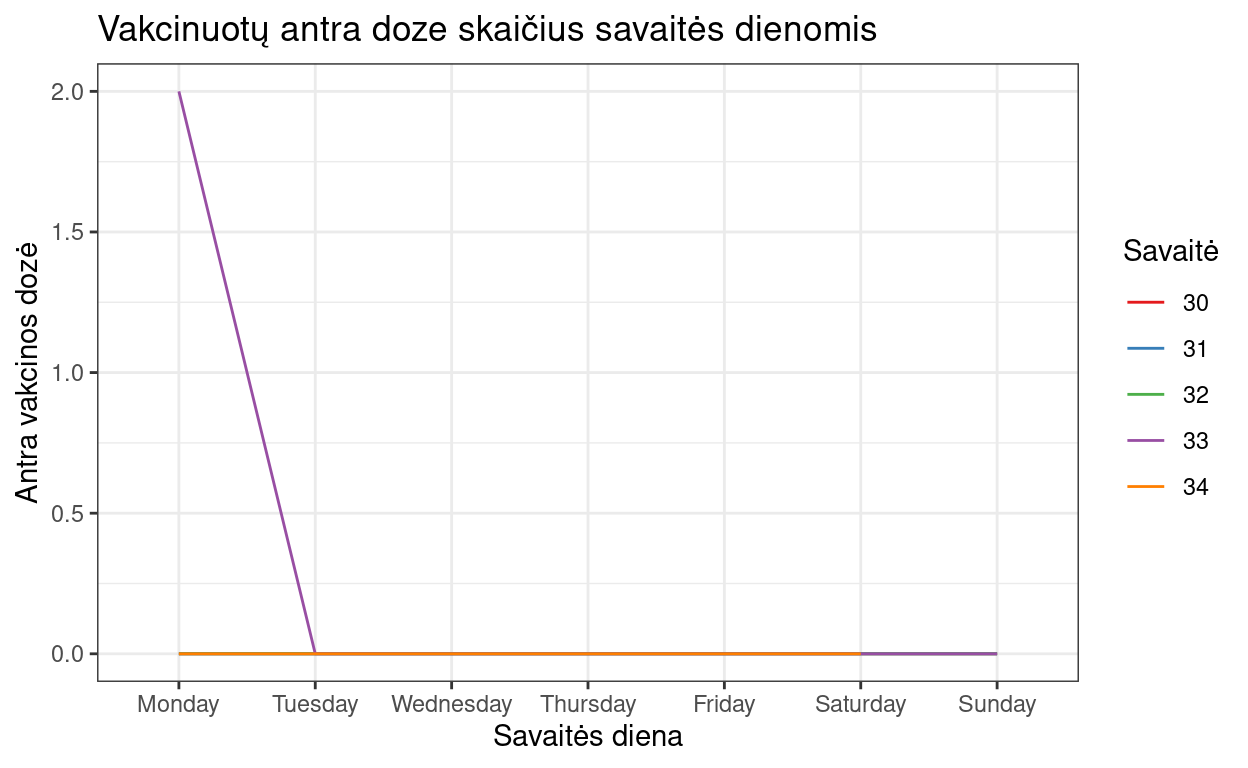 Vakcinuotų antra doze skaičius savaitės dienomis
Antra vakcinos dozė
2.0
1.5
1.0
0.5
0.0
Monday
Tuesday
Wednesday
Thursday
Friday
Saturday
Sunday
Savaitės diena
Savaitė
30
31
32
33
34